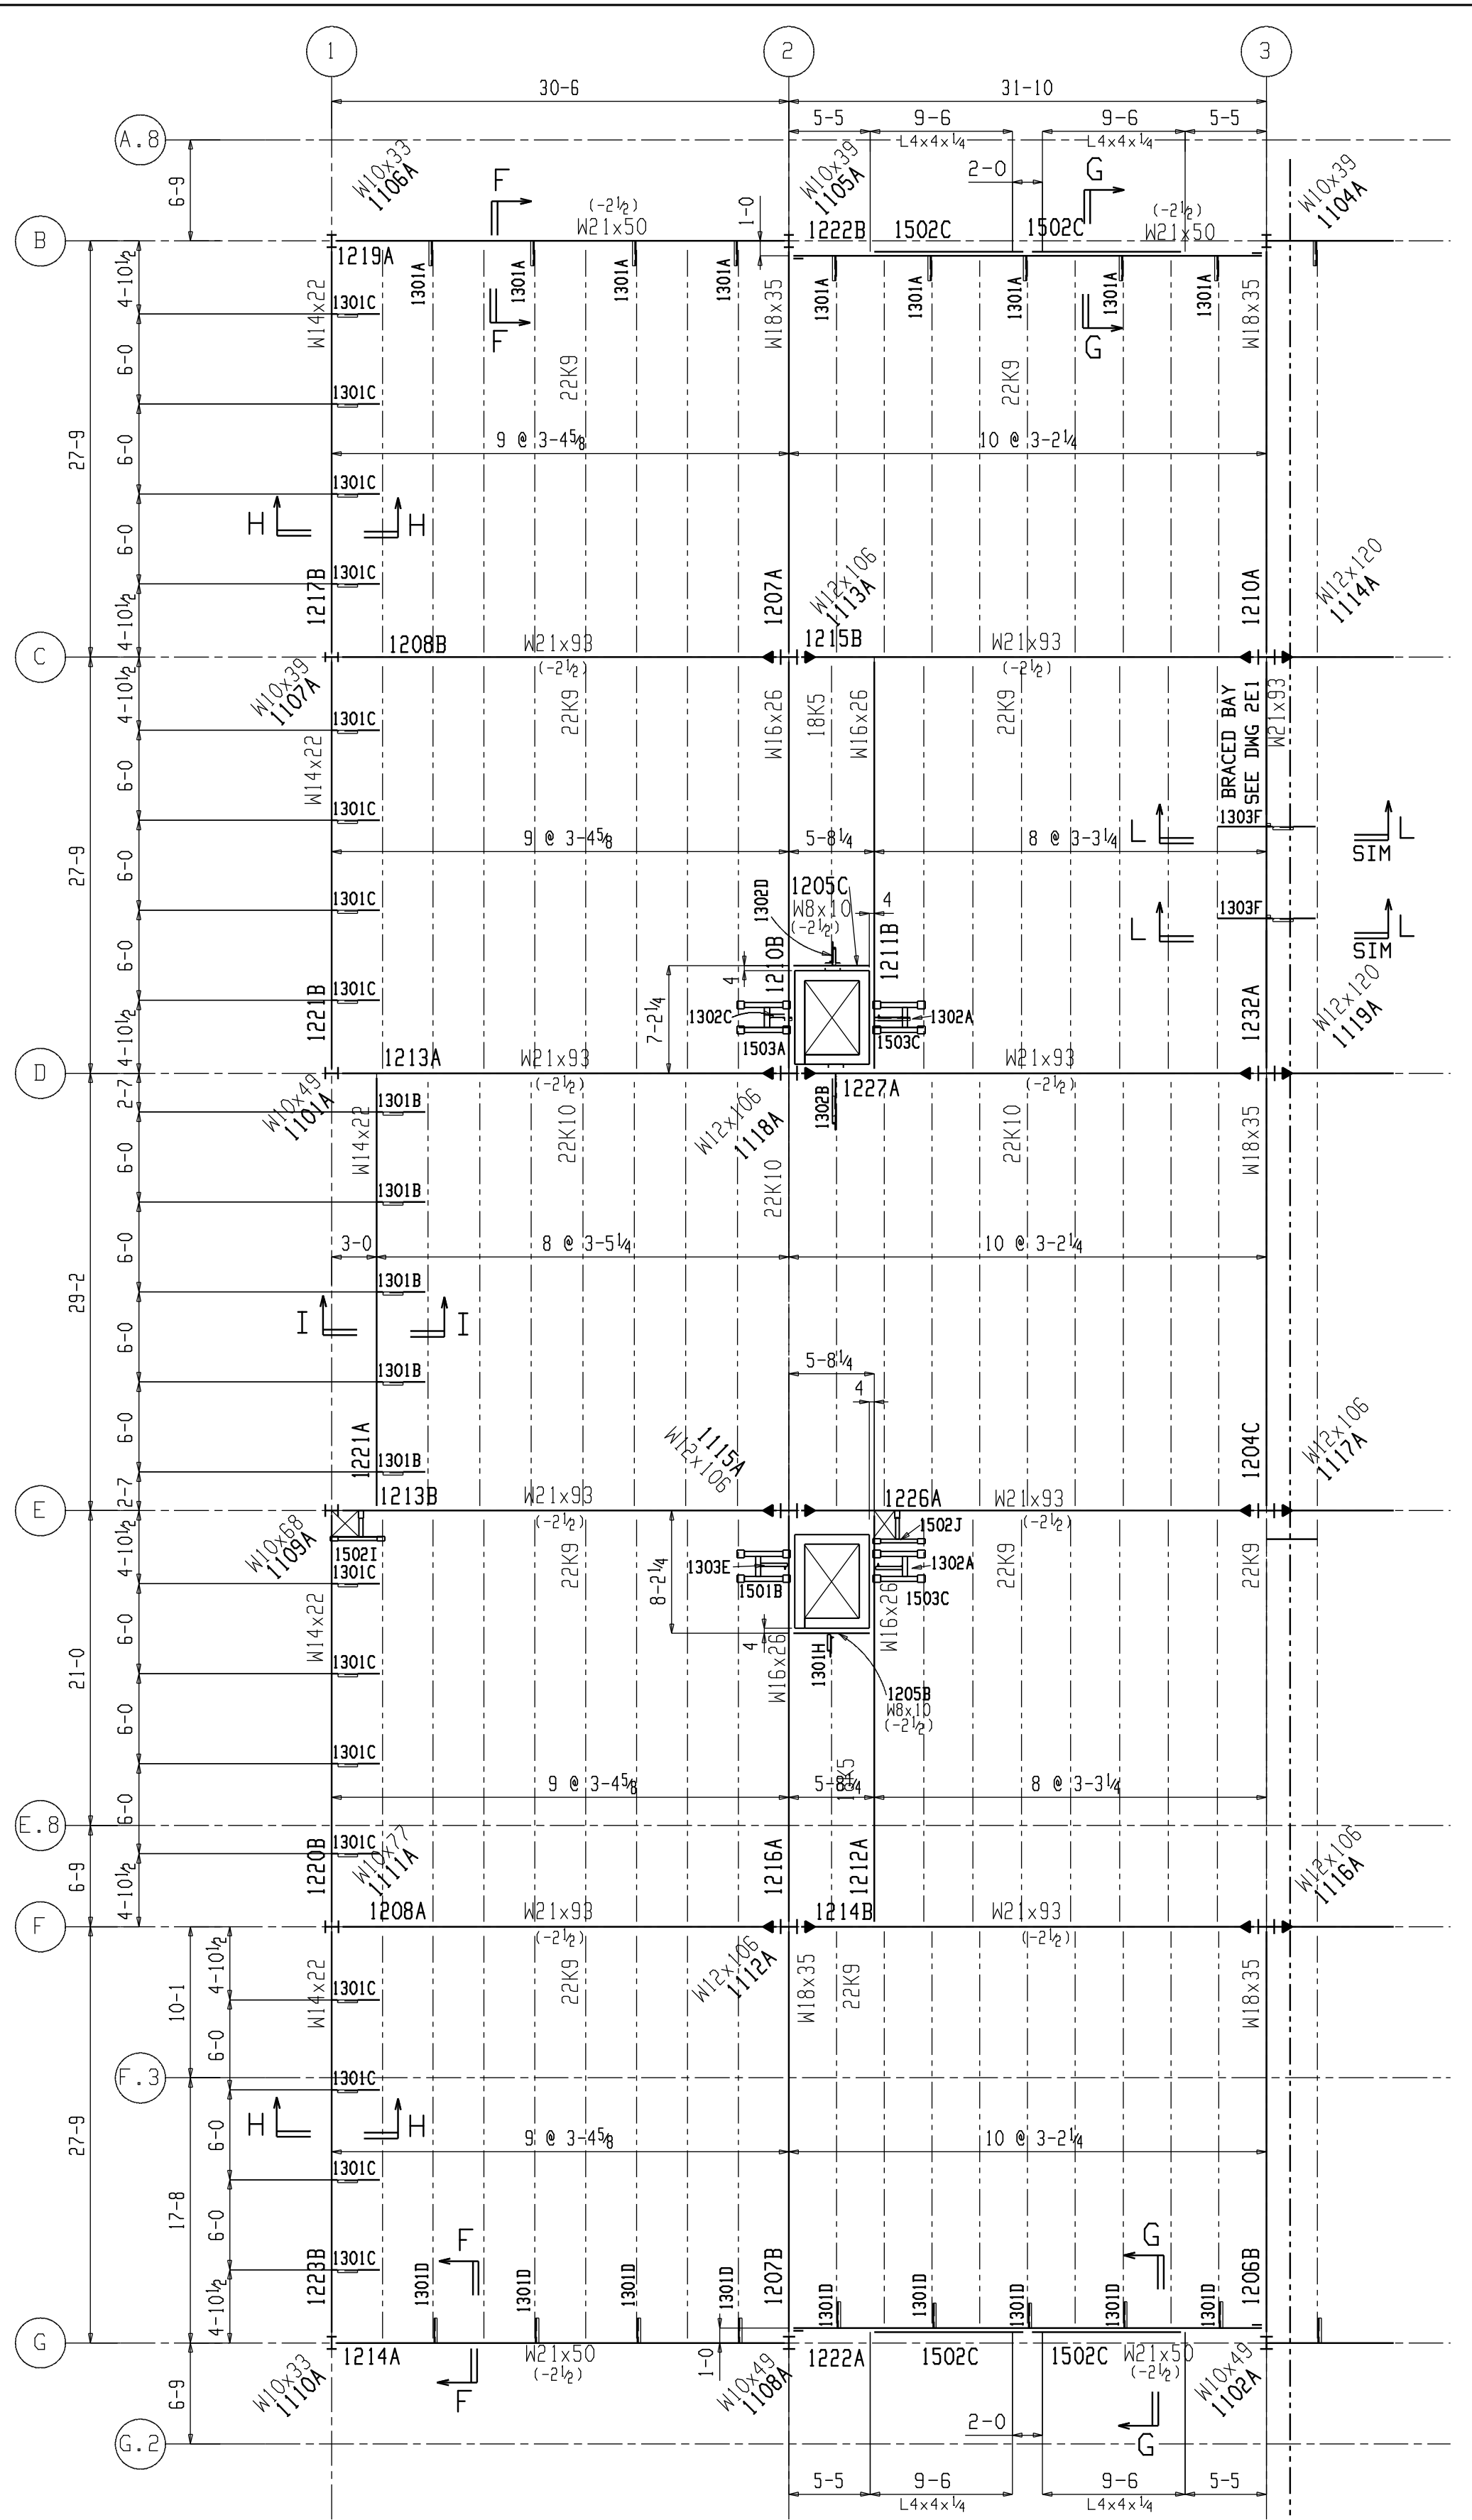 1
2
3
30-6
31-10
5-5
9-6
9-6
5-5
L4x4x¼
L4x4x¼
A.8
6-9
W10x33
1106A
W10x39
1105A
W10x39
1104A
2-0
F
G
(-2½)
W21x50
1-0
1222B
1502C
1502C
(-2½)
W21x50
B
1219A
1301A
1301A
1301A
1301A
1301A
1301A
1301A
1301A
1301A
4-10½
W14x22
1301C
W18x35
W18x35
F
G
6-0
22K9
22K9
1301C
27-9
6-0
9 @ 3-4⅝
10 @ 3-2¼
1301C
H
H
6-0
1217B
1301C
1207A
W12x106
1113A
1210A
W12x120
1114A
4-10½
C
1208B
W21x93
(-2½)
1215B
W21x93
(-2½)
W10x39
1107A
4-10½
22K9
W16x26
18K5
W16x26
22K9
BRACED BAY
SEE DWG 2E1
W21x93
1301C
W14x22
6-0
1301C
1303F
L
L
SIM
27-9
9 @ 3-4⅝
5-8¼
8 @ 3-3¼
6-0
1302D
1205C
W8x10
(-2½)
4
1301C
1303F
L
L
SIM
6-0
1210B
1211B
4
7-2¼
1221B
1301C
1302C
1302A
1503A
1503C
1232A
W12x120
1119A
4-10½
D
1213A
W21x93
(-2½)
1227A
W21x93
(-2½)
2-7
W10x49
1101A
1301B
1302B
W12x106
1118A
W14x22
22K10
22K10
22K10
W18x35
6-0
1301B
6-0
3-0
8 @ 3-5¼
10 @ 3-2¼
29-2
1301B
I
I
6-0
5-8¼
1301B
4
6-0
1221A
1115A
W12x106
1204C
W12x106
1117A
1301B
2-7
E
1213B
W21x93
(-2½)
1226A
W21x93
(-2½)
W10x68
1109A
1502I
1502J
4-10½
1301C
22K9
1303E
1302A
1501B
1503C
22K9
22K9
8-2¼
W14x22
6-0
4
W16x26
W16x26
1301H
1301C
1205B
W8x10
(-2½)
21-0
6-0
1301C
9 @ 3-4⅝
5-8¼
8 @ 3-3¼
6-0
E.8
1301C
W10x77
1111A
1220B
1216A
1212A
W12x106
1116A
6-9
4-10½
F
1208A
W21x93
(-2½)
1214B
W21x93
(-2½)
W12x106
1112A
4-10½
W14x22
22K9
W18x35
22K9
W18x35
1301C
10-1
6-0
F.3
1301C
H
H
27-9
6-0
9 @ 3-4⅝
10 @ 3-2¼
1301C
17-8
6-0
F
G
1223B
1301C
1301D
1301D
1301D
1301D
1207B
1301D
1301D
1301D
1301D
1301D
1206B
4-10½
G
1214A
W21x50
(-2½)
1-0
1222A
1502C
1502C
W21x50
(-2½)
W10x33
1110A
W10x49
1108A
W10x49
1102A
F
G
6-9
2-0
G.2
5-5
9-6
9-6
5-5
L4x4x¼
L4x4x¼